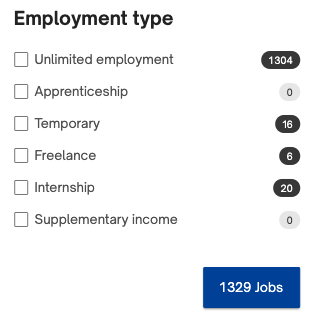 Employment type
Unlimited employment 1304
Apprenticeship 0
Temporary 16
Freelance 6
Internship 20
Supplementary income 0
1329 Jobs